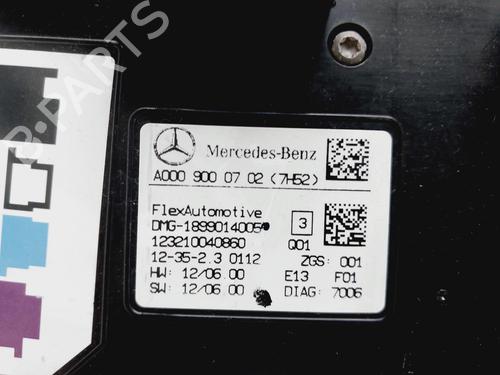 B-PARTS
Mercedes-Benz
A000 900 07 02 (7H52)
FlexAutomotive
DMG-1899014005
3
123210040860
Q01
12-35-2.3 0112
ZGS: 001
HW: 12/06.00
E13 F01
SW: 12/06.00
DIAG: 7006